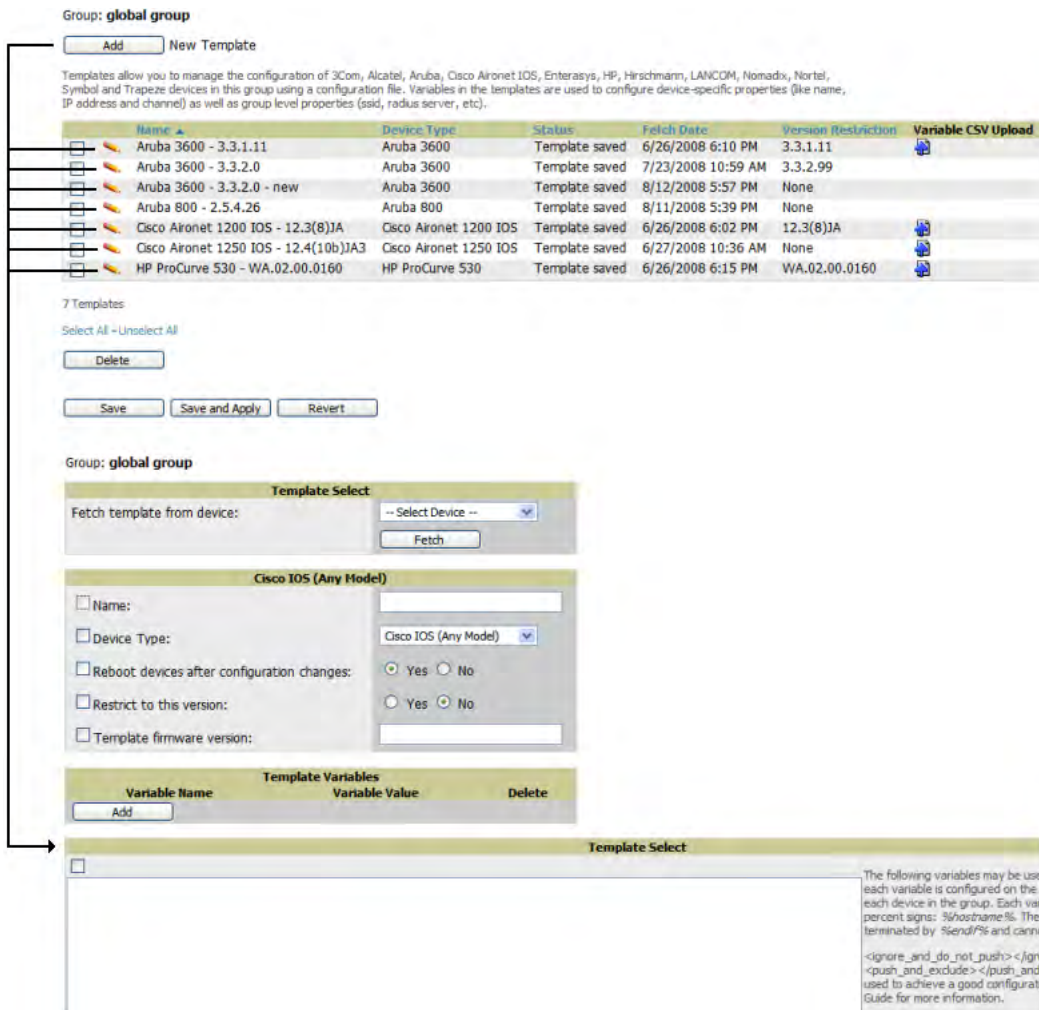 Group: global group
Add New Template
Templates allow you to manage the configuration of 3Com, Alcatel, Aruba, Cisco Aironet IOS, Enterasys, HP, Hirschmann, LANCOM, Nomadix, Nortel,
Symbol and Trapeze devices in this group using a configuration file. Variables in the templates are used to configure device-specific properties (like name,
IP address and channel) as well as group level properties (ssid, radius server, etc).
Name Device Type Status Fetch Date Version Restriction Variable CSV Upload
Aruba 3600 - 3.3.1.11 Aruba 3600 Template saved 6/26/2008 6:10 PM 3.3.1.11
Aruba 3600 - 3.3.2.0 Aruba 3600 Template saved 7/23/2008 10:59 AM 3.3.2.99
Aruba 3600 - 3.3.2.0 - new Aruba 3600 Template saved 8/12/2008 5:57 PM None
Aruba 800 - 2.5.4.26 Aruba 800 Template saved 8/11/2008 5:39 PM None
Cisco Aironet 1200 IOS - 12.3(8)JA Cisco Aironet 1200 IOS Template saved 6/26/2008 6:02 PM 12.3(8)JA
Cisco Aironet 1250 IOS - 12.4(10b)JA3 Cisco Aironet 1250 IOS Template saved 6/27/2008 10:36 AM None
HP ProCurve 530 - WA.02.00.0160 HP ProCurve 530 Template saved 6/26/2008 6:15 PM WA.02.00.0160
7 Templates
Select All - Unselect All
Delete
Save Save and Apply Revert
Group: global group
Template Select
Fetch template from device: -- Select Device --
Fetch
Cisco IOS (Any Model)
Name:
Device Type: Cisco IOS (Any Model)
Reboot devices after configuration changes: Yes No
Restrict to this version: Yes No
Template firmware version:
Template Variables
Variable Name Variable Value Delete
Add
Template Select
The following variables may be use
each variable is configured on the
each device in the group. Each var
percent signs: %hostname%. The
terminated by %endif% and canno
<ignore_and_do_not_push></ign
<push_and_exclude></push_and
used to achieve a good configurati
Guide for more information.